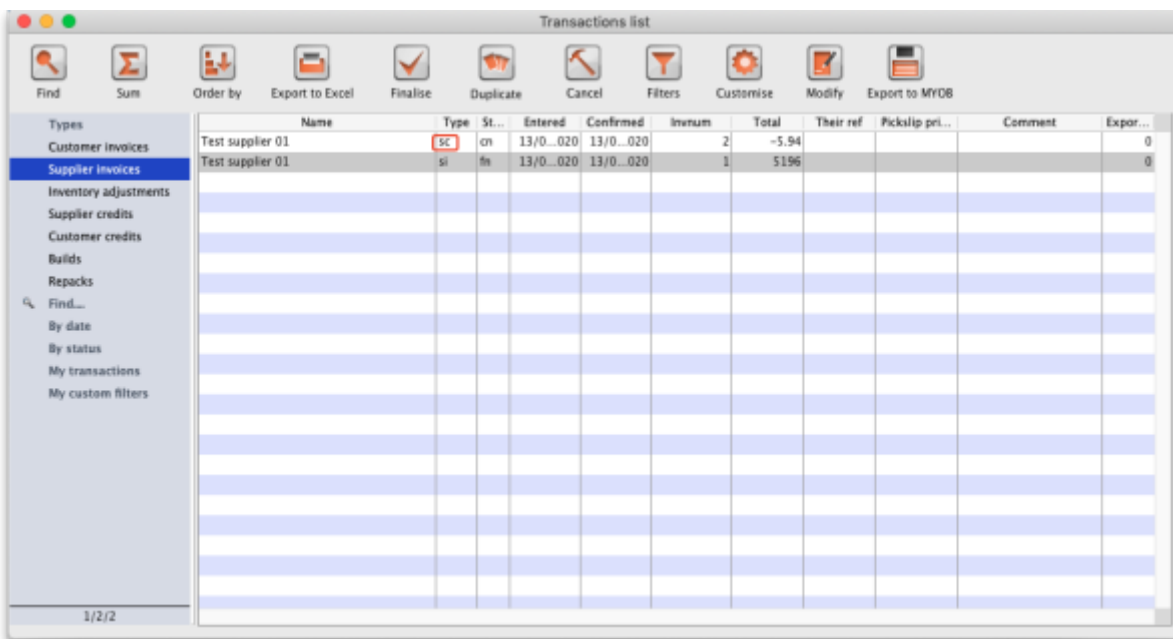 Transactions list
Find Sum Order by Export to Excel Finalise Duplicate Cancel Filters Customise Modify Export to MYOB
Types
Customer invoices
Supplier invoices
Inventory adjustments
Supplier credits
Customer credits
Builds
Repacks
Find...
By date
By status
My transactions
My custom filters
1/2/2
Name Type St... Entered Confirmed Invnum Total Their ref Pickslip pri... Comment Expor...
Test supplier 01 sc cn 13/0...020 13/0...020 2 -5.94 0
Test supplier 01 si fn 13/0...020 13/0...020 1 5196 0